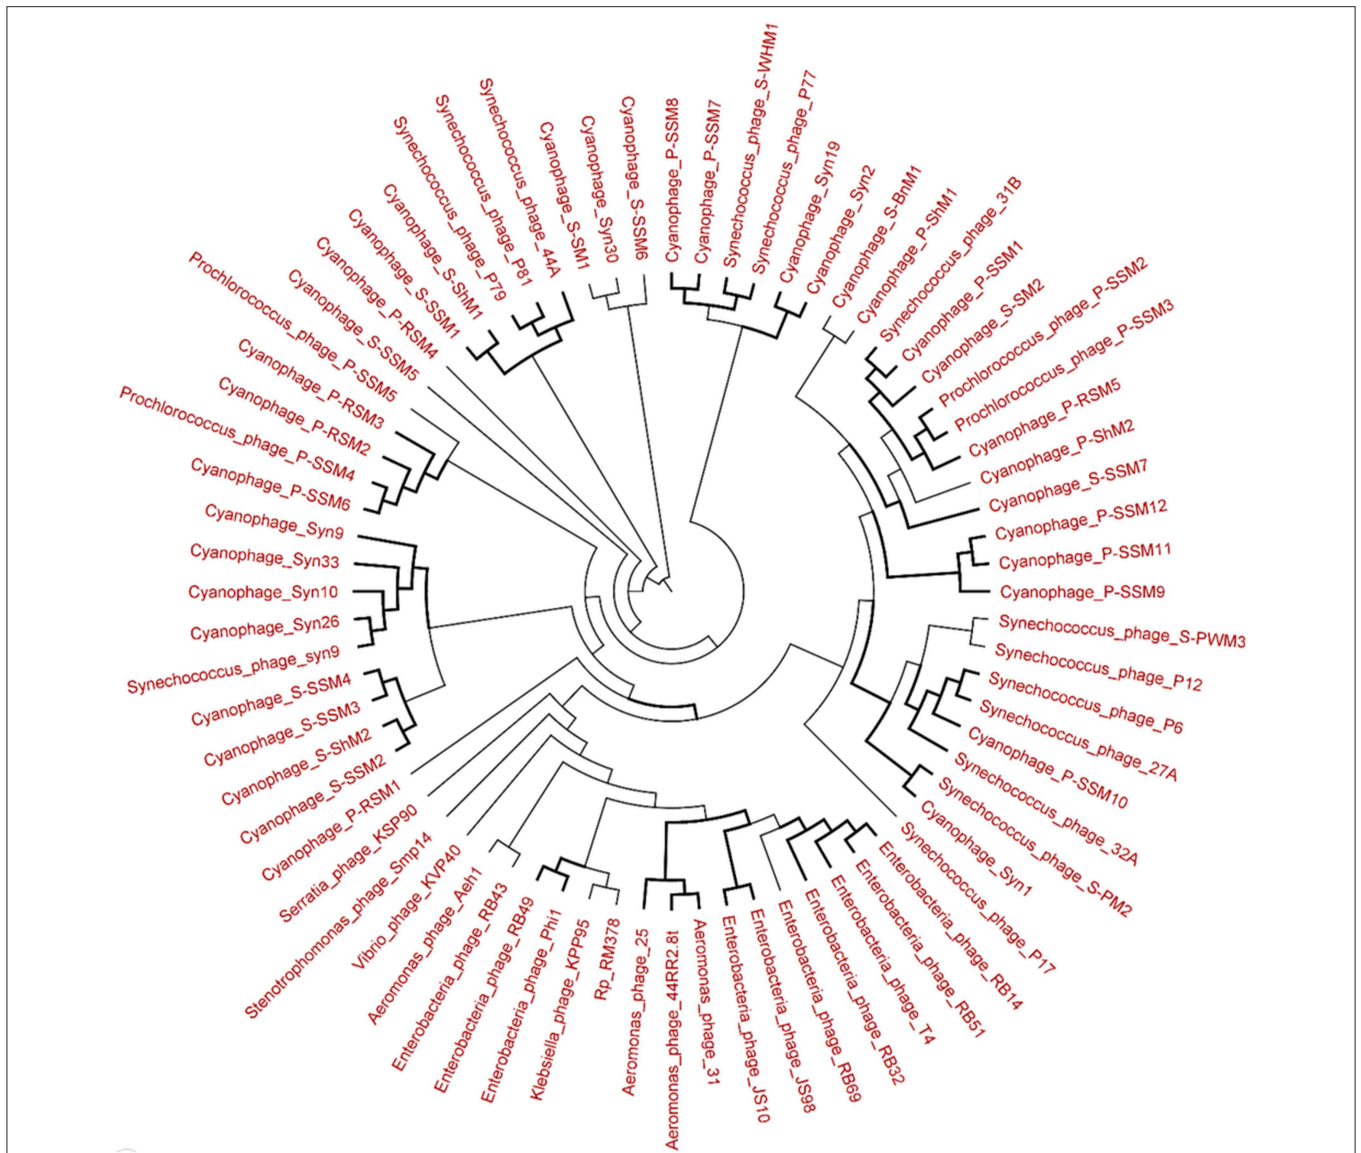 Cyanophage_P-SSM8
Cyanophage_P-SSM7
Synechococcus_phage_S-WHM1
Synechococcus_phage_P77
Cyanophage_Syn19
Cyanophage_Syn2
Cyanophage_S-BnM1
Cyanophage_P-ShM1
Synechococcus_phage_31B
Cyanophage_P-SSM1
Cyanophage_S-SM2
Prochlorococcus_phage_P-SSM2
Prochlorococcus_phage_P-SSM3
Cyanophage_P-RSM5
Cyanophage_P-ShM2
Cyanophage_S-SSM7
Cyanophage_P-SSM12
Cyanophage_P-SSM11
Cyanophage_P-SSM9
Synechococcus_phage_S-PWM3
Synechococcus_phage_P12
Synechococcus_phage_P6
Synechococcus_phage_27A
Cyanophage_P-SSM10
Synechococcus_phage_32A
Synechococcus_phage_S-PM2
Cyanophage_Syn1
Synechococcus_phage_P17
Enterobacteria_phage_RB14
Enterobacteria_phage_RB51
Enterobacteria_phage_T4
Enterobacteria_phage_RB32
Enterobacteria_phage_RB69
Enterobacteria_phage_JS98
Enterobacteria_phage_JS10
Aeromonas_phage_31
Aeromonas_phage_44RR2.8t
Aeromonas_phage_25
Rp_RM378
Klebsiella_phage_KPP95
Enterobacteria_phage_Phi1
Enterobacteria_phage_RB49
Enterobacteria_phage_RB43
Aeromonas_phage_Aeh1
Vibrio_phage_KVP40
Stenotrophomonas_phage_Smp14
Serratia_phage_KSP90
Cyanophage_P-RSM1
Cyanophage_S-SSM2
Cyanophage_S-ShM2
Cyanophage_S-SSM3
Cyanophage_S-SSM4
Synechococcus_phage_syn9
Cyanophage_Syn26
Cyanophage_Syn10
Cyanophage_Syn33
Cyanophage_Syn9
Cyanophage_P-SSM6
Prochlorococcus_phage_P-SSM4
Cyanophage_P-RSM2
Cyanophage_P-RSM3
Prochlorococcus_phage_P-SSM5
Cyanophage_S-SSM5
Cyanophage_P-RSM4
Cyanophage_S-SSM1
Cyanophage_S-ShM1
Synechococcus_phage_P79
Synechococcus_phage_P81
Synechococcus_phage_44A
Cyanophage_S-SM1
Cyanophage_Syn30
Cyanophage_S-SSM6